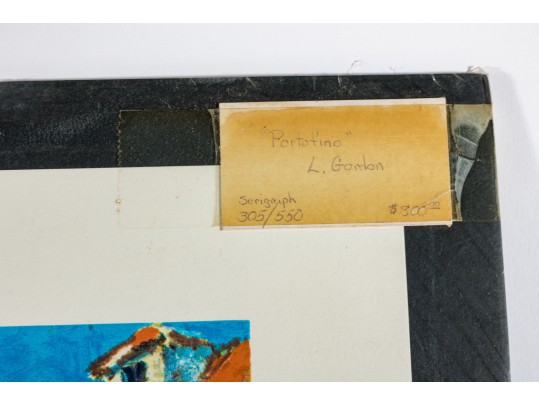 "Portofino"
L. Gordon
Serigraph
305/550 $300.00